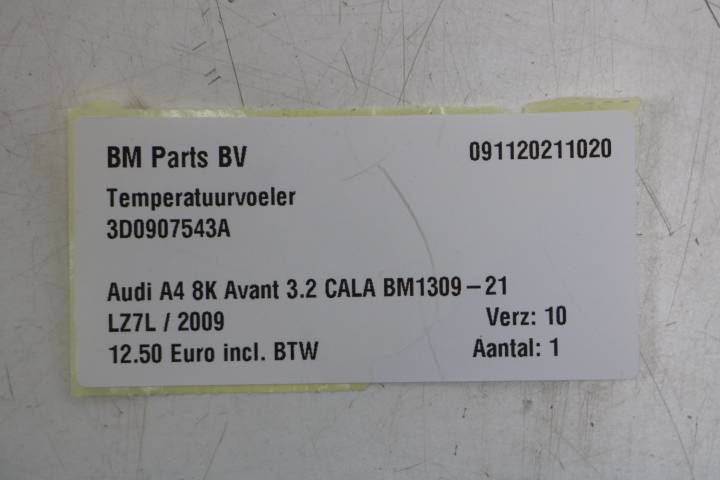 BM Parts BV 091120211020
Temperatuurvoeler
3D0907543A
Audi A4 8K Avant 3.2 CALA BM1309-21
LZ7L / 2009 Verz: 10
12.50 Euro incl. BTW Aantal: 1